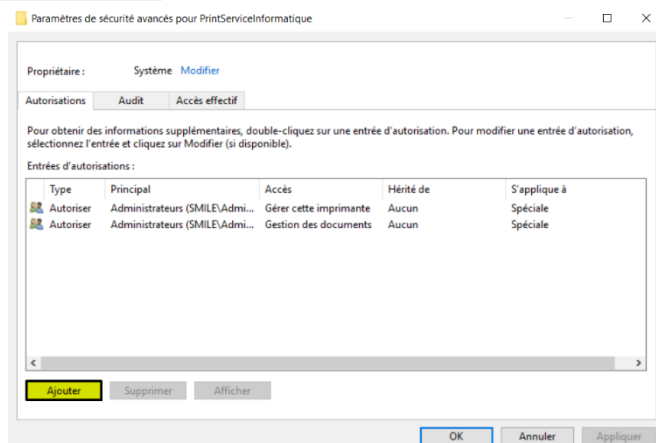 Paramètres de sécurité avancés pour PrintServiceInformatique
Propriétaire : Système Modifier
Autorisations Audit Accès effectif
Pour obtenir des informations supplémentaires, double-cliquez sur une entrée d'autorisation. Pour modifier une entrée d'autorisation,
sélectionnez l'entrée et cliquez sur Modifier (si disponible).
Entrées d'autorisations :
Type Principal Accès Hérité de S'applique à
Autoriser Administrateurs (SMILE\Admi... Gérer cette imprimante Aucun Spéciale
Autoriser Administrateurs (SMILE\Admi... Gestion des documents Aucun Spéciale
Ajouter Supprimer Afficher
OK Annuler Appliquer